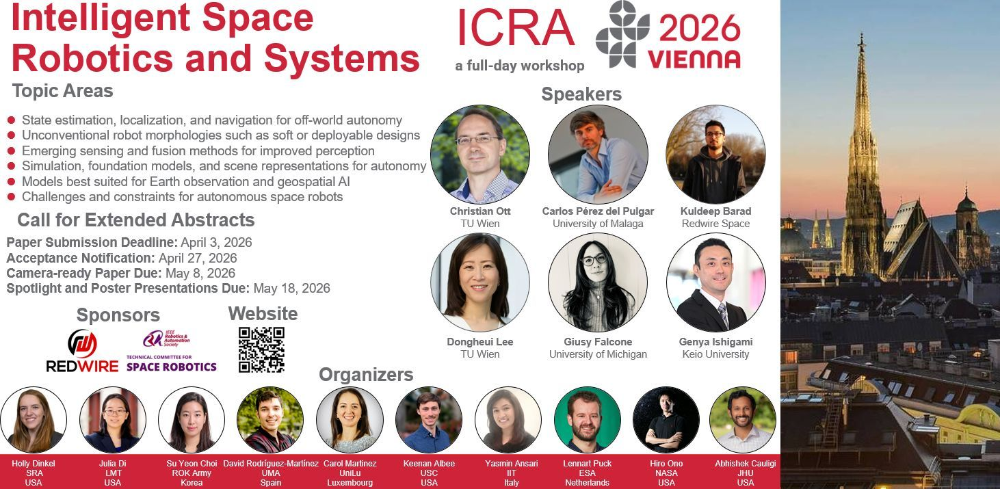 Intelligent Space
Robotics and Systems
ICRA
a full-day workshop
2026
VIENNA
Topic Areas
State estimation, localization, and navigation for off-world autonomy
Unconventional robot morphologies such as soft or deployable designs
Emerging sensing and fusion methods for improved perception
Simulation, foundation models, and scene representations for autonomy
Models best suited for Earth observation and geospatial AI
Challenges and constraints for autonomous space robots
Call for Extended Abstracts
Paper Submission Deadline: April 3, 2026
Acceptance Notification: April 27, 2026
Camera-ready Paper Due: May 8, 2026
Spotlight and Poster Presentations Due: May 18, 2026
Speakers
Christian Ott
TU Wien
Carlos Pérez del Pulgar
University of Malaga
Kuldeep Barad
Redwire Space
Dongheui Lee
TU Wien
Giusy Falcone
University of Michigan
Genya Ishigami
Keio University
Sponsors
REDWIRE
IEEE
Robotics &
Automation
Society
TECHNICAL COMMITTEE FOR
SPACE ROBOTICS
Website
Organizers
Holly Dinkel
SRA
USA
Julia Di
LMT
USA
Su Yeon Choi
ROK Army
Korea
David Rodríguez-Martínez
UMA
Spain
Carol Martinez
UniLu
Luxembourg
Keenan Albee
USC
USA
Yasmin Ansari
IIT
Italy
Lennart Puck
ESA
Netherlands
Hiro Ono
NASA
USA
Abhishek Cauligi
JHU
USA